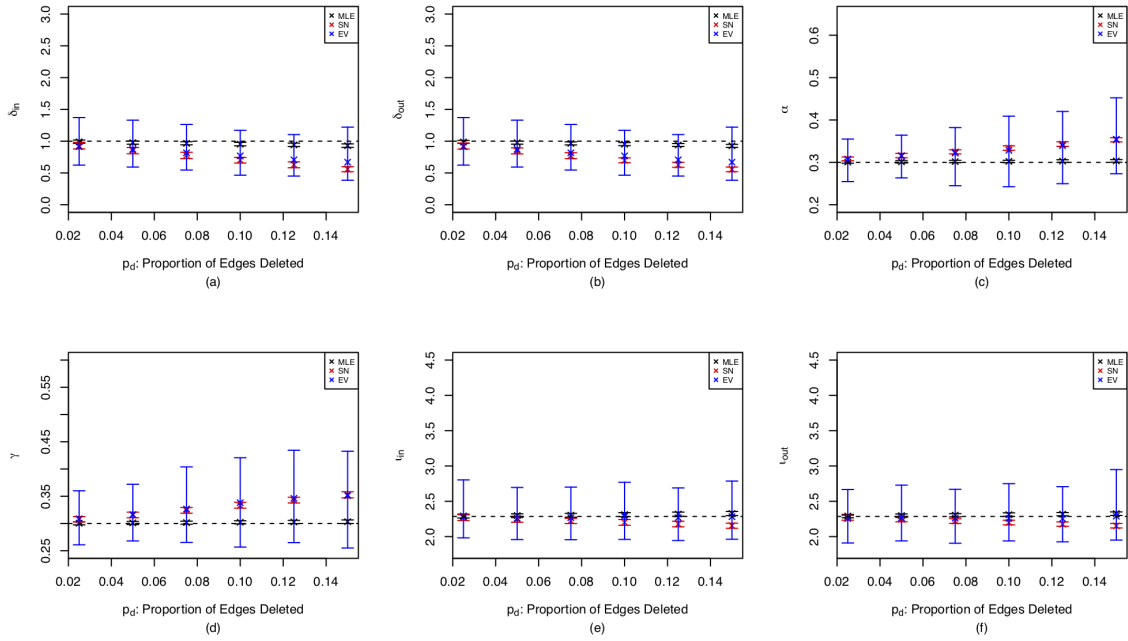 δin
0.0 0.5 1.0 1.5 2.0 2.5 3.0
MLE
SN
EV
0.02 0.04 0.06 0.08 0.10 0.12 0.14
pd: Proportion of Edges Deleted
(a)
δout
0.0 0.5 1.0 1.5 2.0 2.5 3.0
MLE
SN
EV
0.02 0.04 0.06 0.08 0.10 0.12 0.14
pd: Proportion of Edges Deleted
(b)
α
0.2 0.3 0.4 0.5 0.6
MLE
SN
EV
0.02 0.04 0.06 0.08 0.10 0.12 0.14
pd: Proportion of Edges Deleted
(c)
γ
0.25 0.35 0.45 0.55
MLE
SN
EV
0.02 0.04 0.06 0.08 0.10 0.12 0.14
pd: Proportion of Edges Deleted
(d)
ιin
2.0 2.5 3.0 3.5 4.0 4.5
MLE
SN
EV
0.02 0.04 0.06 0.08 0.10 0.12 0.14
pd: Proportion of Edges Deleted
(e)
ιout
2.0 2.5 3.0 3.5 4.0 4.5
MLE
SN
EV
0.02 0.04 0.06 0.08 0.10 0.12 0.14
pd: Proportion of Edges Deleted
(f)